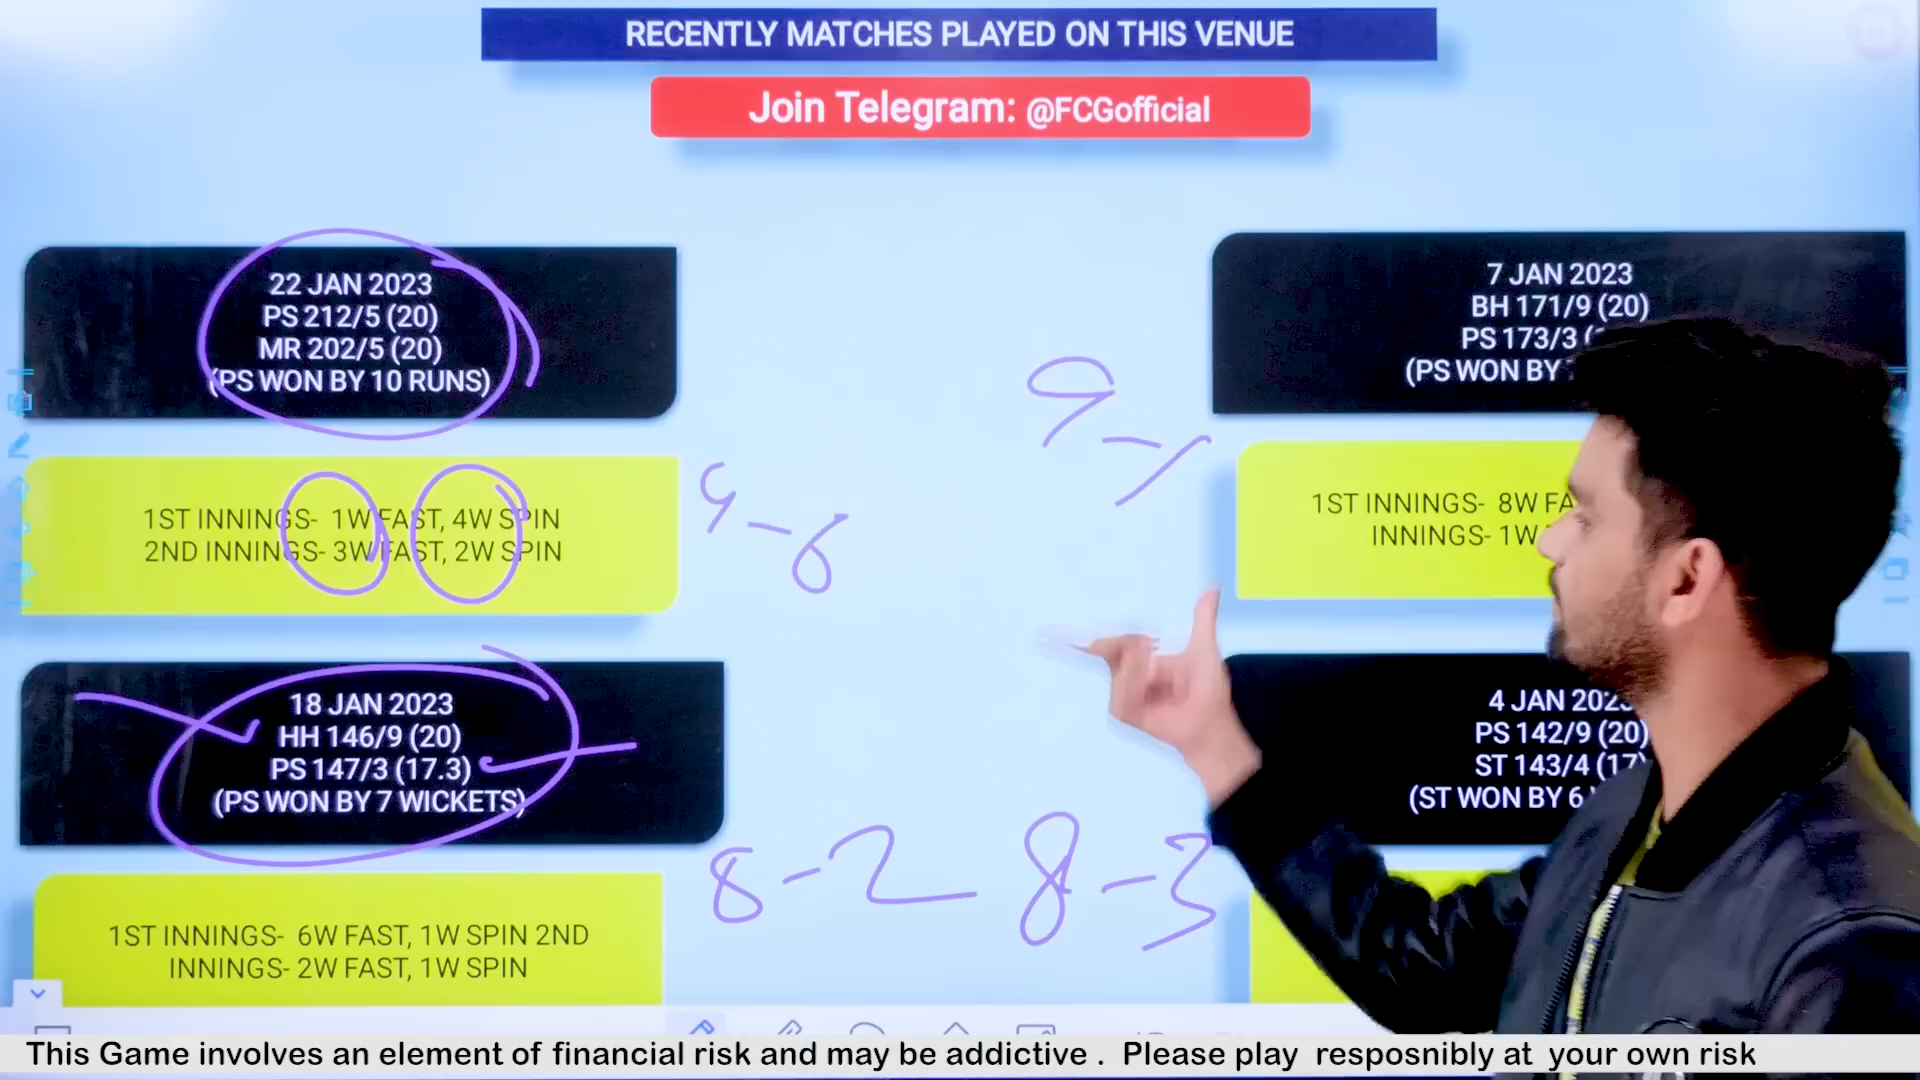 RECENTLY MATCHES PLAYED ON THIS VENUE
Join Telegram: @FCGofficial
22 JAN 2023
PS 212/5 (20)
MR 202/5 (20)
(PS WON BY 10 RUNS)
1ST INNINGS- 1W FAST, 4W SPIN
2ND INNINGS- 3W FAST, 2W SPIN
4-6
18 JAN 2023
HH 146/9 (20)
PS 147/3 (17.3)
(PS WON BY 7 WICKETS)
8-2
1ST INNINGS- 6W FAST, 1W SPIN 2ND
INNINGS- 2W FAST, 1W SPIN
7 JAN 2023
BH 171/9 (20)
PS 173/3
(PS WON BY
9-1
1ST INNINGS- 8W FA
INNINGS- 1W
4 JAN 2023
PS 142/9 (20)
ST 143/4 (17)
(ST WON BY 6
8-3
This Game involves an element of financial risk and may be addictive . Please play resposnibly at your own risk